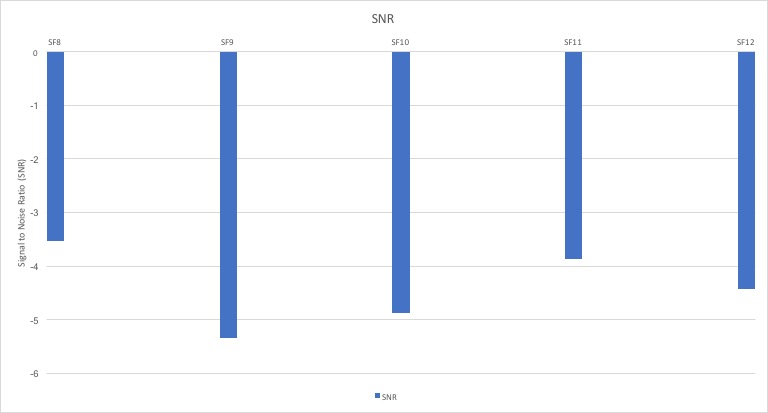 SNR
SF8 SF9 SF10 SF11 SF12
0
-1
-2
-3
-4
-5
-6
Signal to Noise Ratio (SNR)
SNR